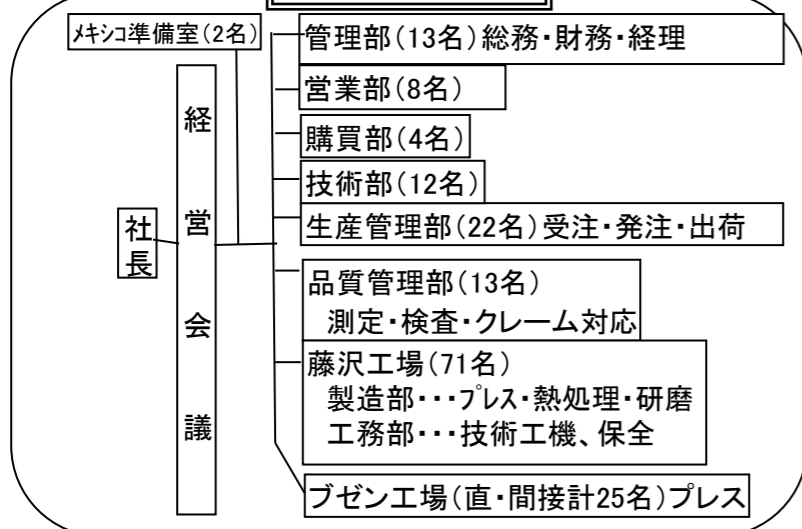 メキシコ準備室(2名)
管理部(13名)総務・財務・経理
営業部(8名)
購買部(4名)
技術部(12名)
生産管理部(22名)受注・発注・出荷
品質管理部(13名)
測定・検査・クレーム対応
藤沢工場(71名)
製造部・・・プレス・熱処理・研磨
工務部・・・技術工機、保全
ブゼン工場(直・間接計25名)プレス
経営会議
社長